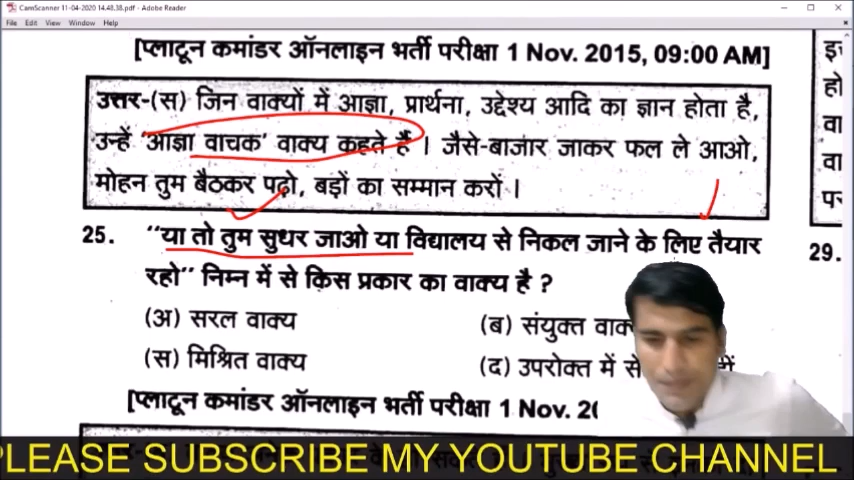 CamScanner 11-04-2020 14.48.38.pdf - Adobe Reader
File Edit View Window Help
[प्लाटून कमांडर ऑनलाइन भर्ती परीक्षा 1 Nov. 2015, 09:00 AM]
उत्तर-(स) जिन वाक्यों में आज्ञा, प्रार्थना, उद्देश्य आदि का ज्ञान होता है,
उन्हें 'आज्ञा वाचक' वाक्य कहते हैं । जैसे-बाजार जाकर फल ले आओ,
मोहन तुम बैठकर पढ़ो, बड़ों का सम्मान करों ।
25. "या तो तुम सुधर जाओ या विद्यालय से निकल जाने के लिए तैयार
रहो" निम्न में से किस प्रकार का वाक्य है ?
(अ) सरल वाक्य (ब) संयुक्त
(स) मिश्रित वाक्य (द) उपरोक्त में से
[प्लाटून कमांडर ऑनलाइन भर्ती परीक्षा 1 Nov.
हो
वा
वा
29.
PLEASE SUBSCRIBE MY YOUTUBE CHANNEL